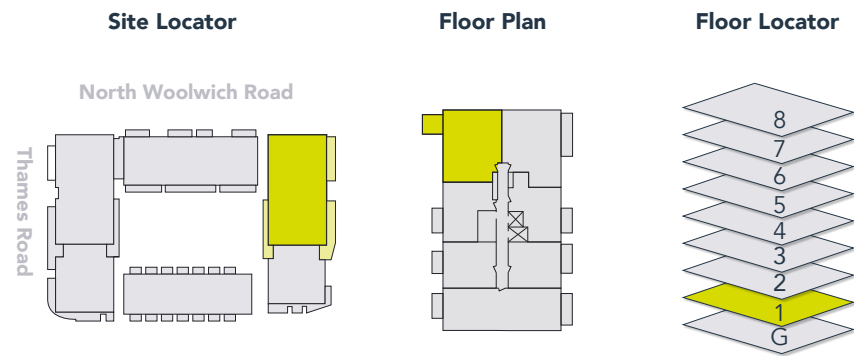 Site Locator
Floor Plan
Floor Locator
North Woolwich Road
Thames Road
8
7
6
5
4
3
2
1
G